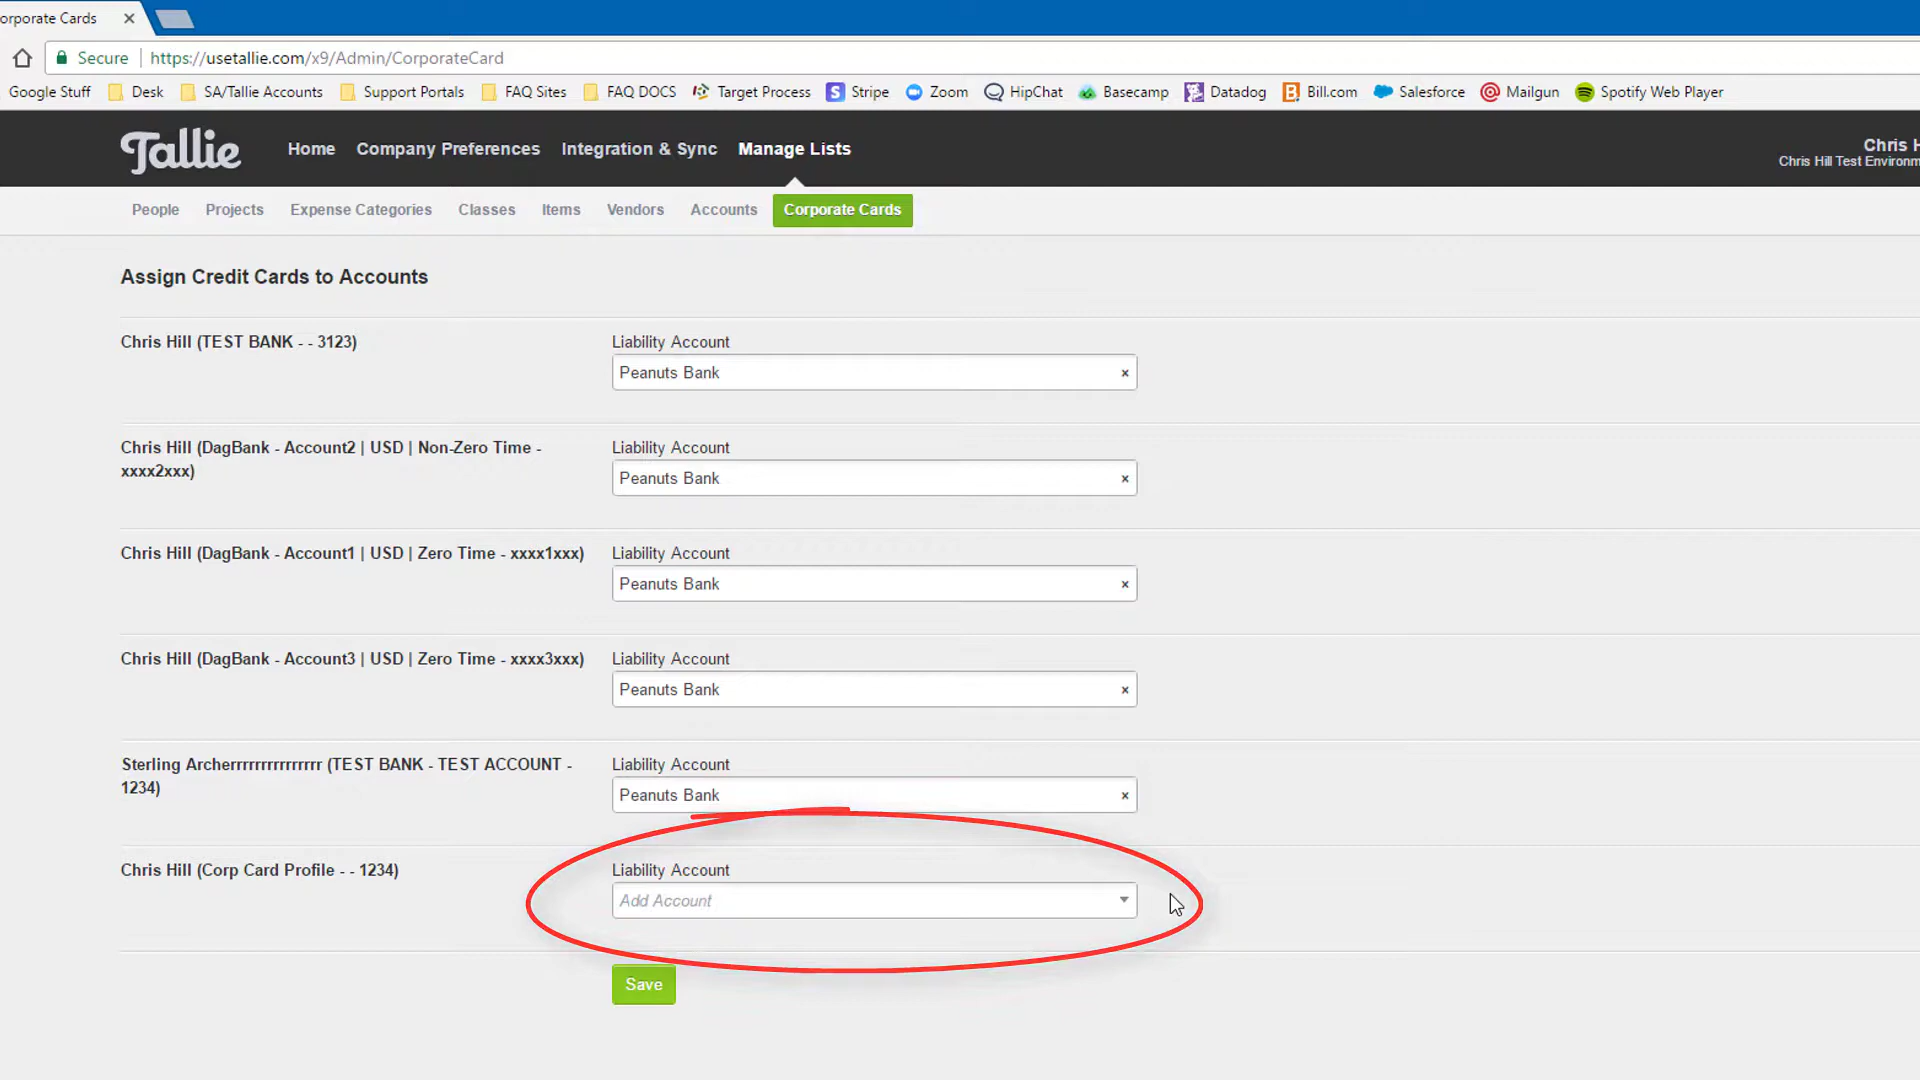 orporate Cards
Secure https://usetallie.com/x9/Admin/CorporateCard
Google Stuff Desk SA/Tallie Accounts Support Portals FAQ Sites FAQ DOCS Target Process Stripe Zoom HipChat Basecamp Datadog Bill.com Salesforce Mailgun Spotify Web Player
Tallie Home Company Preferences Integration & Sync Manage Lists Chris H
Chris Hill Test Environm
People Projects Expense Categories Classes Items Vendors Accounts Corporate Cards
Assign Credit Cards to Accounts
Chris Hill (TEST BANK - - 3123) Liability Account
Peanuts Bank ×
Chris Hill (DagBank - Account2 | USD | Non-Zero Time - Liability Account
xxxx2xxx)
Peanuts Bank ×
Chris Hill (DagBank - Account1 | USD | Zero Time - xxxx1xxx) Liability Account
Peanuts Bank ×
Chris Hill (DagBank - Account3 | USD | Zero Time - xxxx3xxx) Liability Account
Peanuts Bank ×
Sterling Archerrrrrrrrrrrrrrr (TEST BANK - TEST ACCOUNT - Liability Account
1234)
Peanuts Bank ×
Chris Hill (Corp Card Profile - - 1234) Liability Account
Add Account
Save